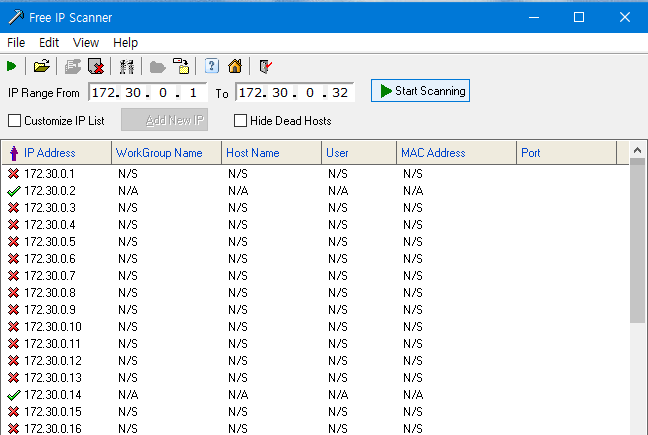 Free IP Scanner
File Edit View Help
IP Range From 172. 30 . 0 . 1 To 172. 30 . 0 . 32 Start Scanning
Customize IP List Add New IP Hide Dead Hosts
IP Address WorkGroup Name Host Name User MAC Address Port
172.30.0.1 N/S N/S N/S N/S
172.30.0.2 N/A N/A N/A N/A
172.30.0.3 N/S N/S N/S N/S
172.30.0.4 N/S N/S N/S N/S
172.30.0.5 N/S N/S N/S N/S
172.30.0.6 N/S N/S N/S N/S
172.30.0.7 N/S N/S N/S N/S
172.30.0.8 N/S N/S N/S N/S
172.30.0.9 N/S N/S N/S N/S
172.30.0.10 N/S N/S N/S N/S
172.30.0.11 N/S N/S N/S N/S
172.30.0.12 N/S N/S N/S N/S
172.30.0.13 N/S N/S N/S N/S
172.30.0.14 N/A N/A N/A N/A
172.30.0.15 N/S N/S N/S N/S
172.30.0.16 N/S N/S N/S N/S